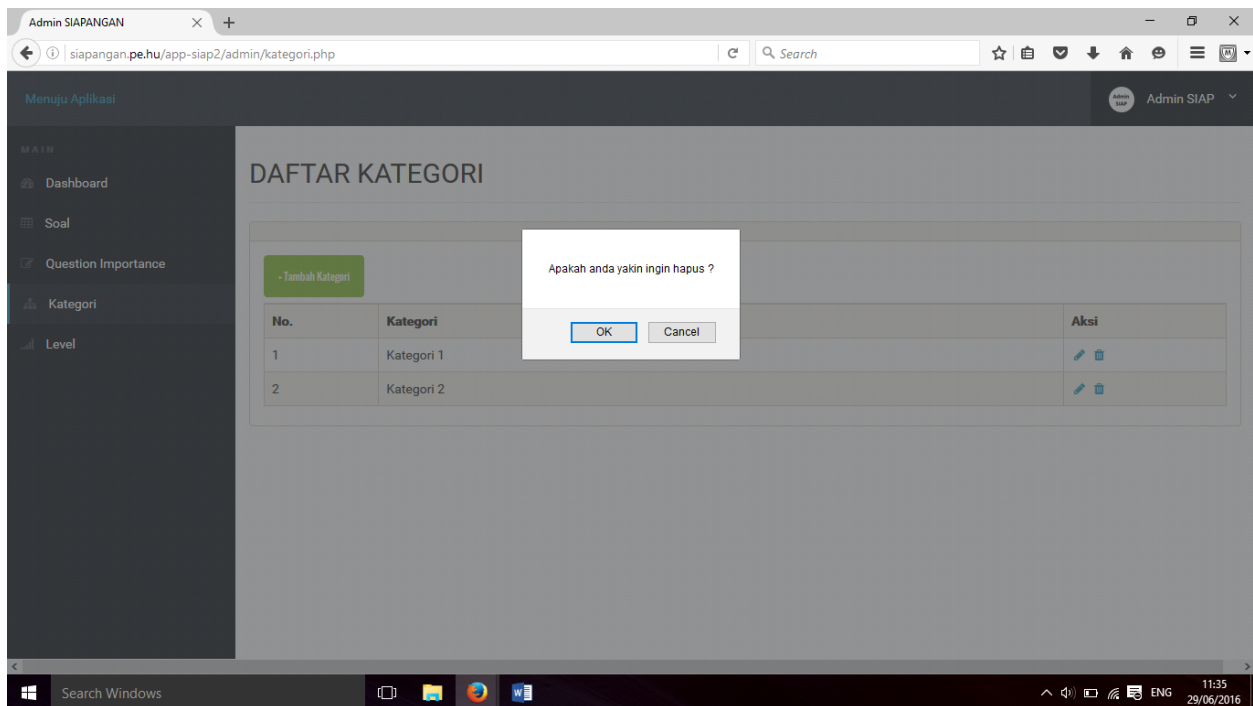 Admin SIAPANGAN
siapangan.pe.hu/app-siap2/admin/kategori.php
Search
Menuju Aplikasi
Admin SIAP
Admin SIAP
MAIN
Dashboard
Soal
Question Importance
Kategori
Level
DAFTAR KATEGORI
+ Tambah Kategori
Apakah anda yakin ingin hapus ?
OK Cancel
No. Kategori Aksi
1 Kategori 1
2 Kategori 2
Search Windows
ENG
11:35
29/06/2016